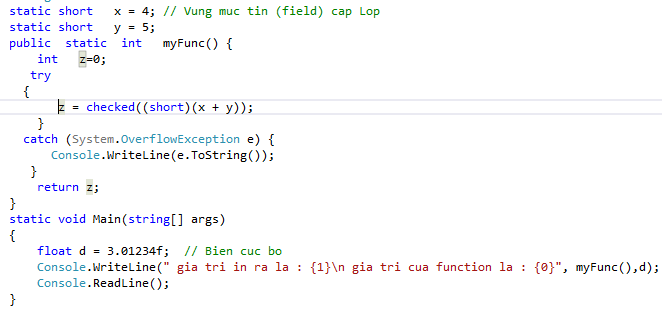 static short   x = 4; // Vung muc tin (field) cap Lop
static short   y = 5;
public  static  int   myFunc() {
    int   z=0;
   try
  {
       z = checked((short)(x + y));
    }
  catch (System.OverflowException e) {
      Console.WriteLine(e.ToString());
   }
    return z;
}
static void Main(string[] args)
{
    float d = 3.01234f;  // Bien cuc bo
    Console.WriteLine(" gia tri in ra la : {1}\n gia tri cua function la : {0}", myFunc(),d);
    Console.ReadLine();
}